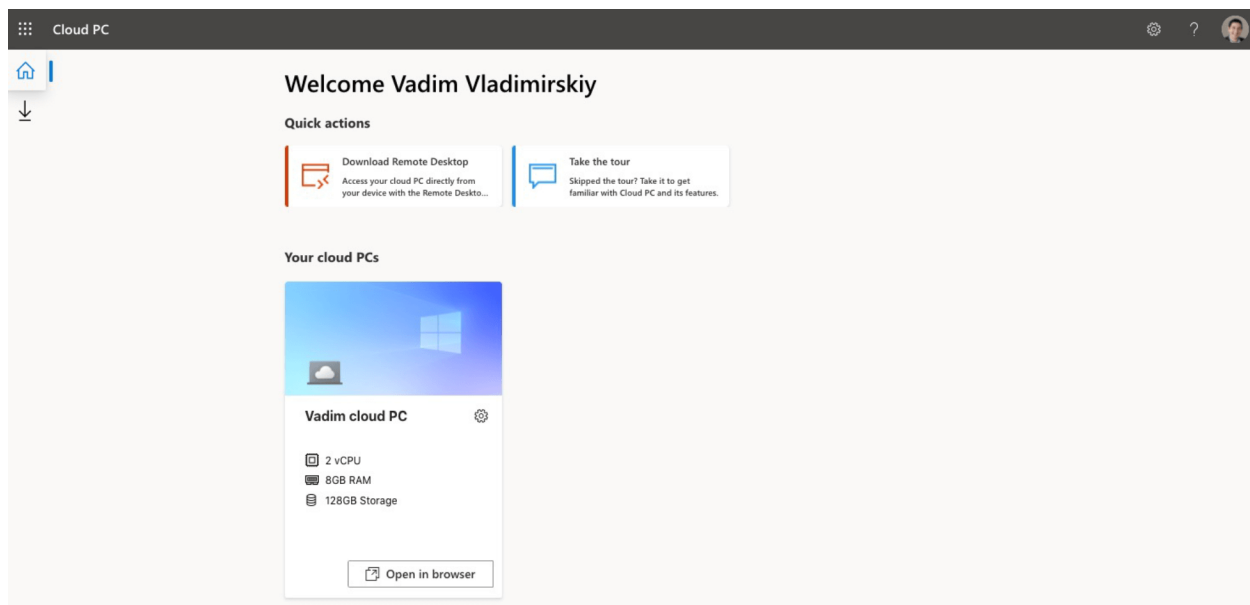 Cloud PC
?
Welcome Vadim Vladimirskiy
Quick actions
Download Remote Desktop
Access your cloud PC directly from
your device with the Remote Deskto...
Take the tour
Skipped the tour? Take it to get
familiar with Cloud PC and its features.
Your cloud PCs
Vadim cloud PC
2 vCPU
8GB RAM
128GB Storage
Open in browser